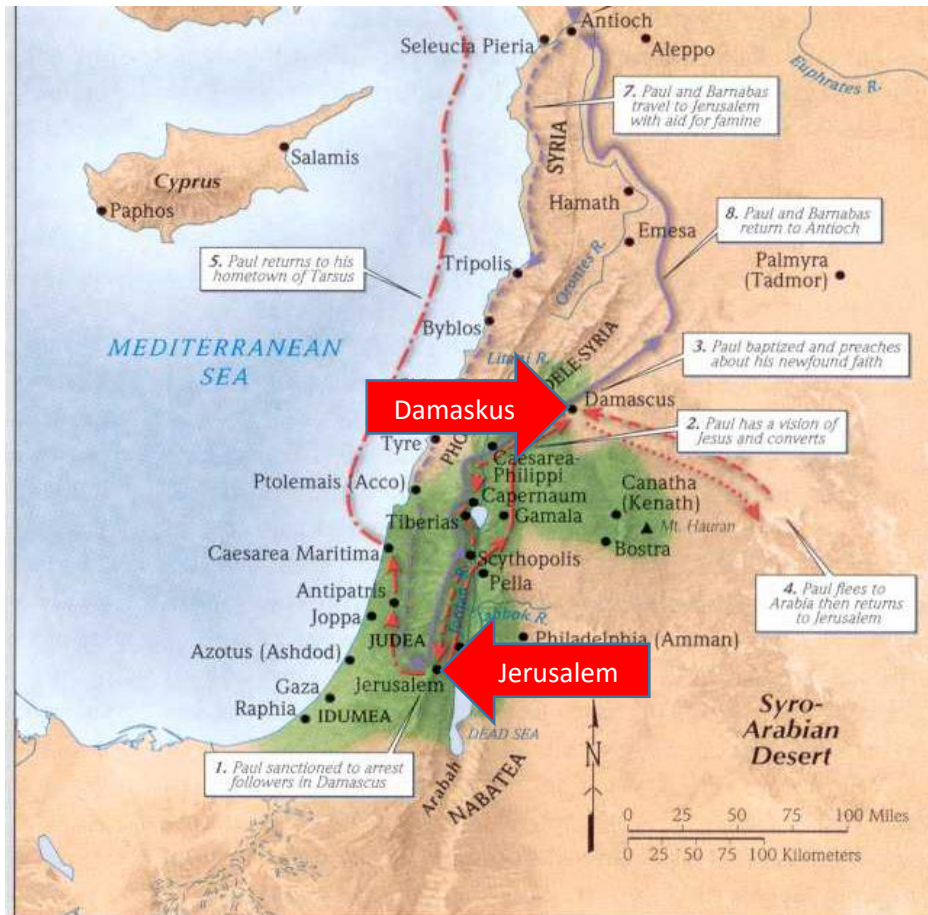 Antioch
Seleucia Pieria
Aleppo
Euphrates R.
7. Paul and Barnabas
travel to Jerusalem
with aid for famine
SYRIA
Salamis
Cyprus
Paphos
Hamath
8. Paul and Barnabas
return to Antioch
Emesa
5. Paul returns to his
hometown of Tarsus
Orontes R.
Tripolis
Palmyra
(Tadmor)
Byblos
MEDITERRANEAN
SEA
Litani R.
OELE-SYRIA
3. Paul baptized and preaches
about his newfound faith
Damaskus
Damascus
2. Paul has a vision of
Jesus and converts
Tyre
PHO
Caesarea-
Philippi
Ptolemais (Acco)
Capernaum
Canatha
(Kenath)
Tiberias
Gamala
Mt. Hauran
Caesarea Maritima
Bostra
Scythopolis
Pella
Antipatris
Jordan R.
4. Paul flees to
Arabia then returns
to Jerusalem
Joppa
Jabbok R.
JUDEA
Philadelphia (Amman)
Azotus (Ashdod)
Jerusalem
Jerusalem
Gaza
Raphia
IDUMEA
Syro-
Arabian
Desert
DEAD SEA
N
1. Paul sanctioned to arrest
followers in Damascus
Arabah
NABATEA
0 25 50 75 100 Miles
0 25 50 75 100 Kilometers